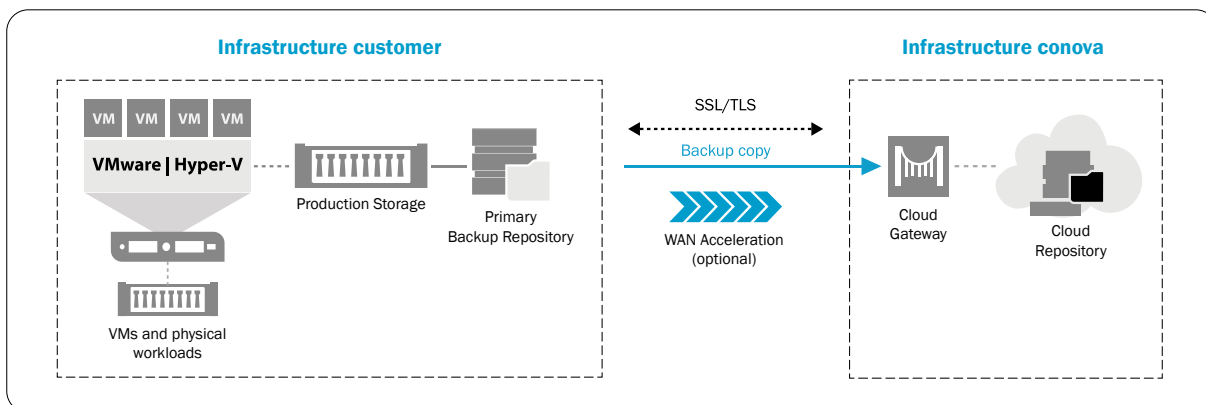 Infrastructure customer
Infrastructure conova
VM VM VM VM
VMware | Hyper-V
Production Storage
Primary
Backup Repository
VMs and physical
workloads
SSL/TLS
Backup copy
WAN Acceleration
(optional)
Cloud
Gateway
Cloud
Repository